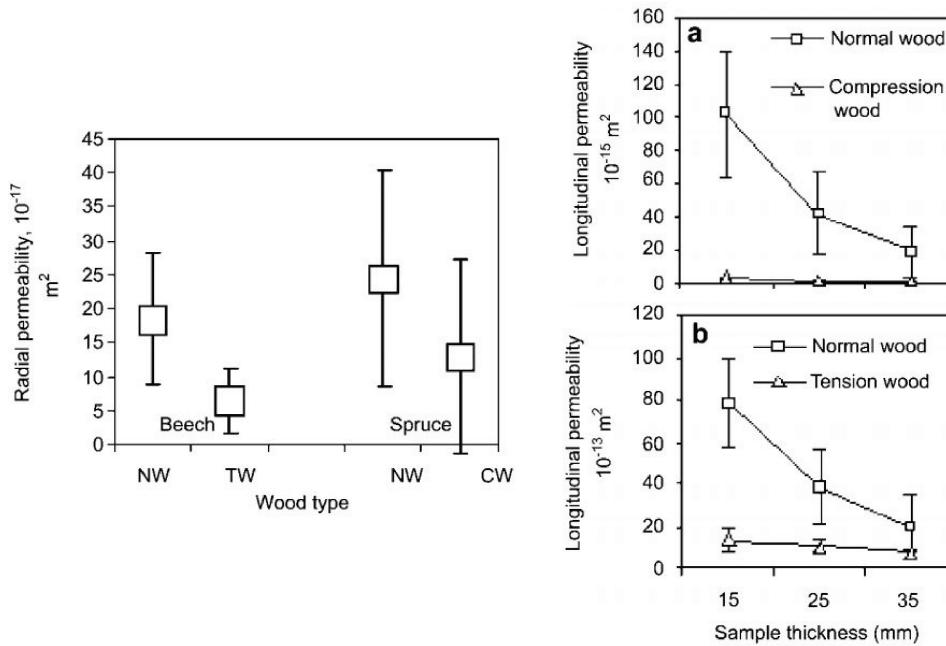 Radial permeability, 10⁻¹⁷
m²
45
40
35
30
25
20
15
10
5
0
Beech
Spruce
NW
TW
NW
CW
Wood type
a
Normal wood
Compression
wood
Longitudinal permeability
10⁻¹⁵ m²
160
140
120
100
80
60
40
20
0
b
Normal wood
Tension wood
Longitudinal permeability
10⁻¹³ m²
120
100
80
60
40
20
0
15
25
35
Sample thickness (mm)